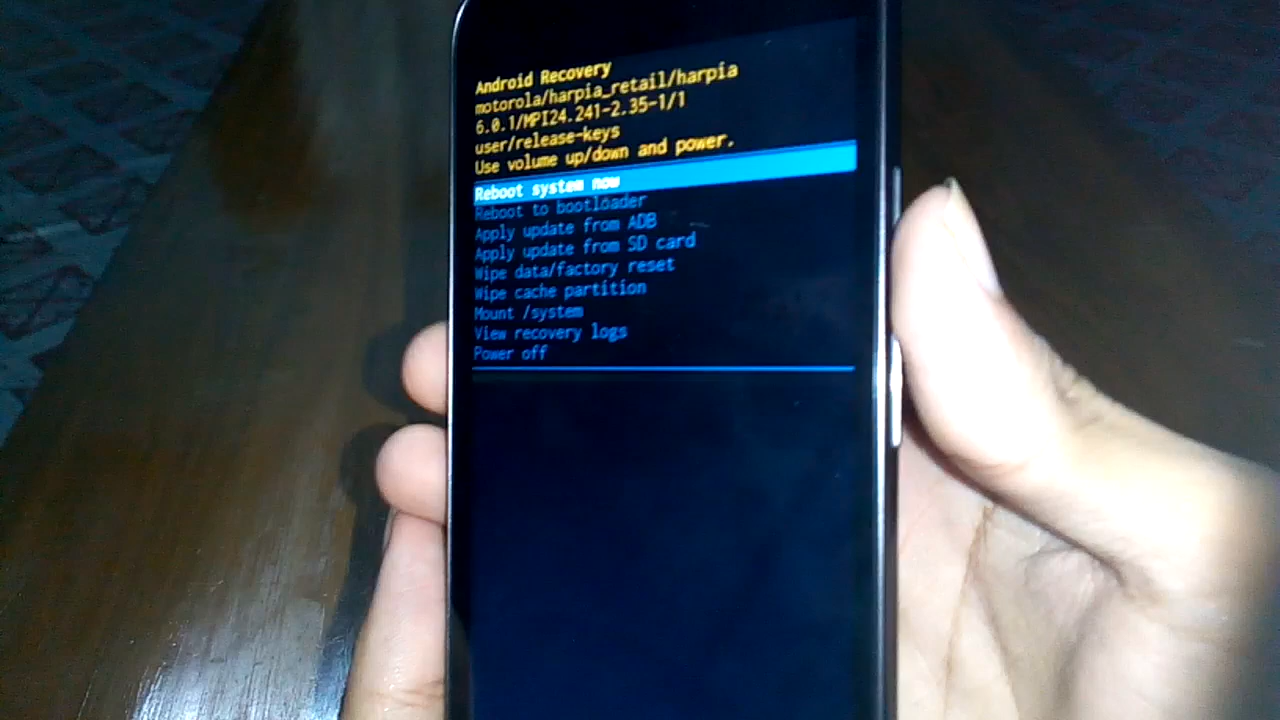 Android Recovery
motorola/harpia_retail/harpia
6.0.1/MPI24.241-2.35-1/1
user/release-keys
Use volume up/down and power.
Reboot system now
Reboot to bootloader
Apply update from ADB
Apply update from SD card
Wipe data/factory reset
Wipe cache partition
Mount /system
View recovery logs
Power off